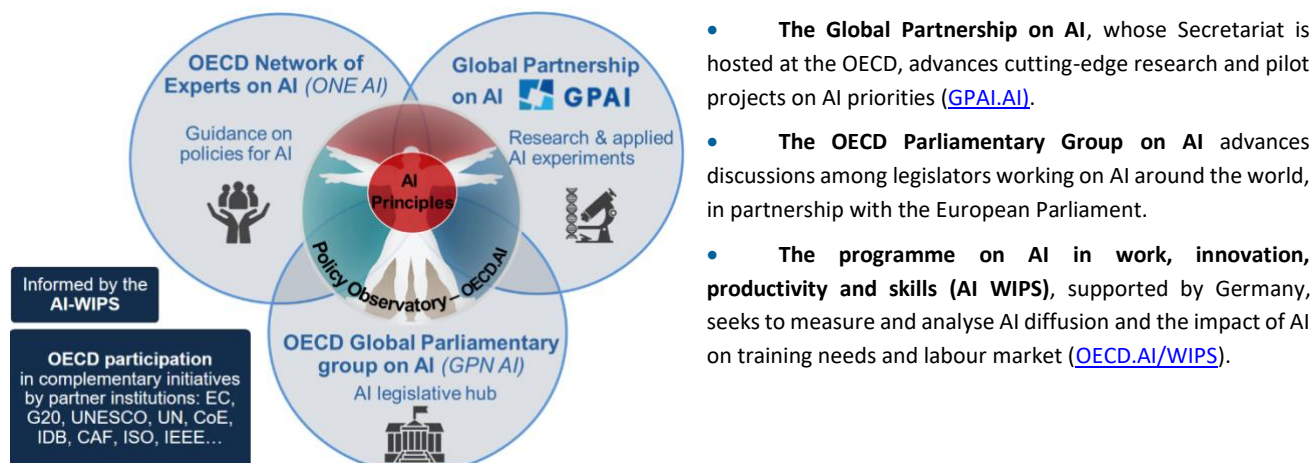 OECD Network of
Experts on AI (ONE AI)
Guidance on
policies for AI
Global Partnership
on AI GPAI
Research & applied
AI experiments
AI
Principles
Policy Observatory – OECD.AI
OECD Global Parliamentary
group on AI (GPN AI)
AI legislative hub
Informed by the
AI-WIPS
OECD participation
in complementary initiatives
by partner institutions: EC,
G20, UNESCO, UN, CoE,
IDB, CAF, ISO, IEEE…
• The Global Partnership on AI, whose Secretariat is
hosted at the OECD, advances cutting-edge research and pilot
projects on AI priorities (GPAI.AI).
• The OECD Parliamentary Group on AI advances
discussions among legislators working on AI around the world,
in partnership with the European Parliament.
• The programme on AI in work, innovation,
productivity and skills (AI WIPS), supported by Germany,
seeks to measure and analyse AI diffusion and the impact of AI
on training needs and labour market (OECD.AI/WIPS).